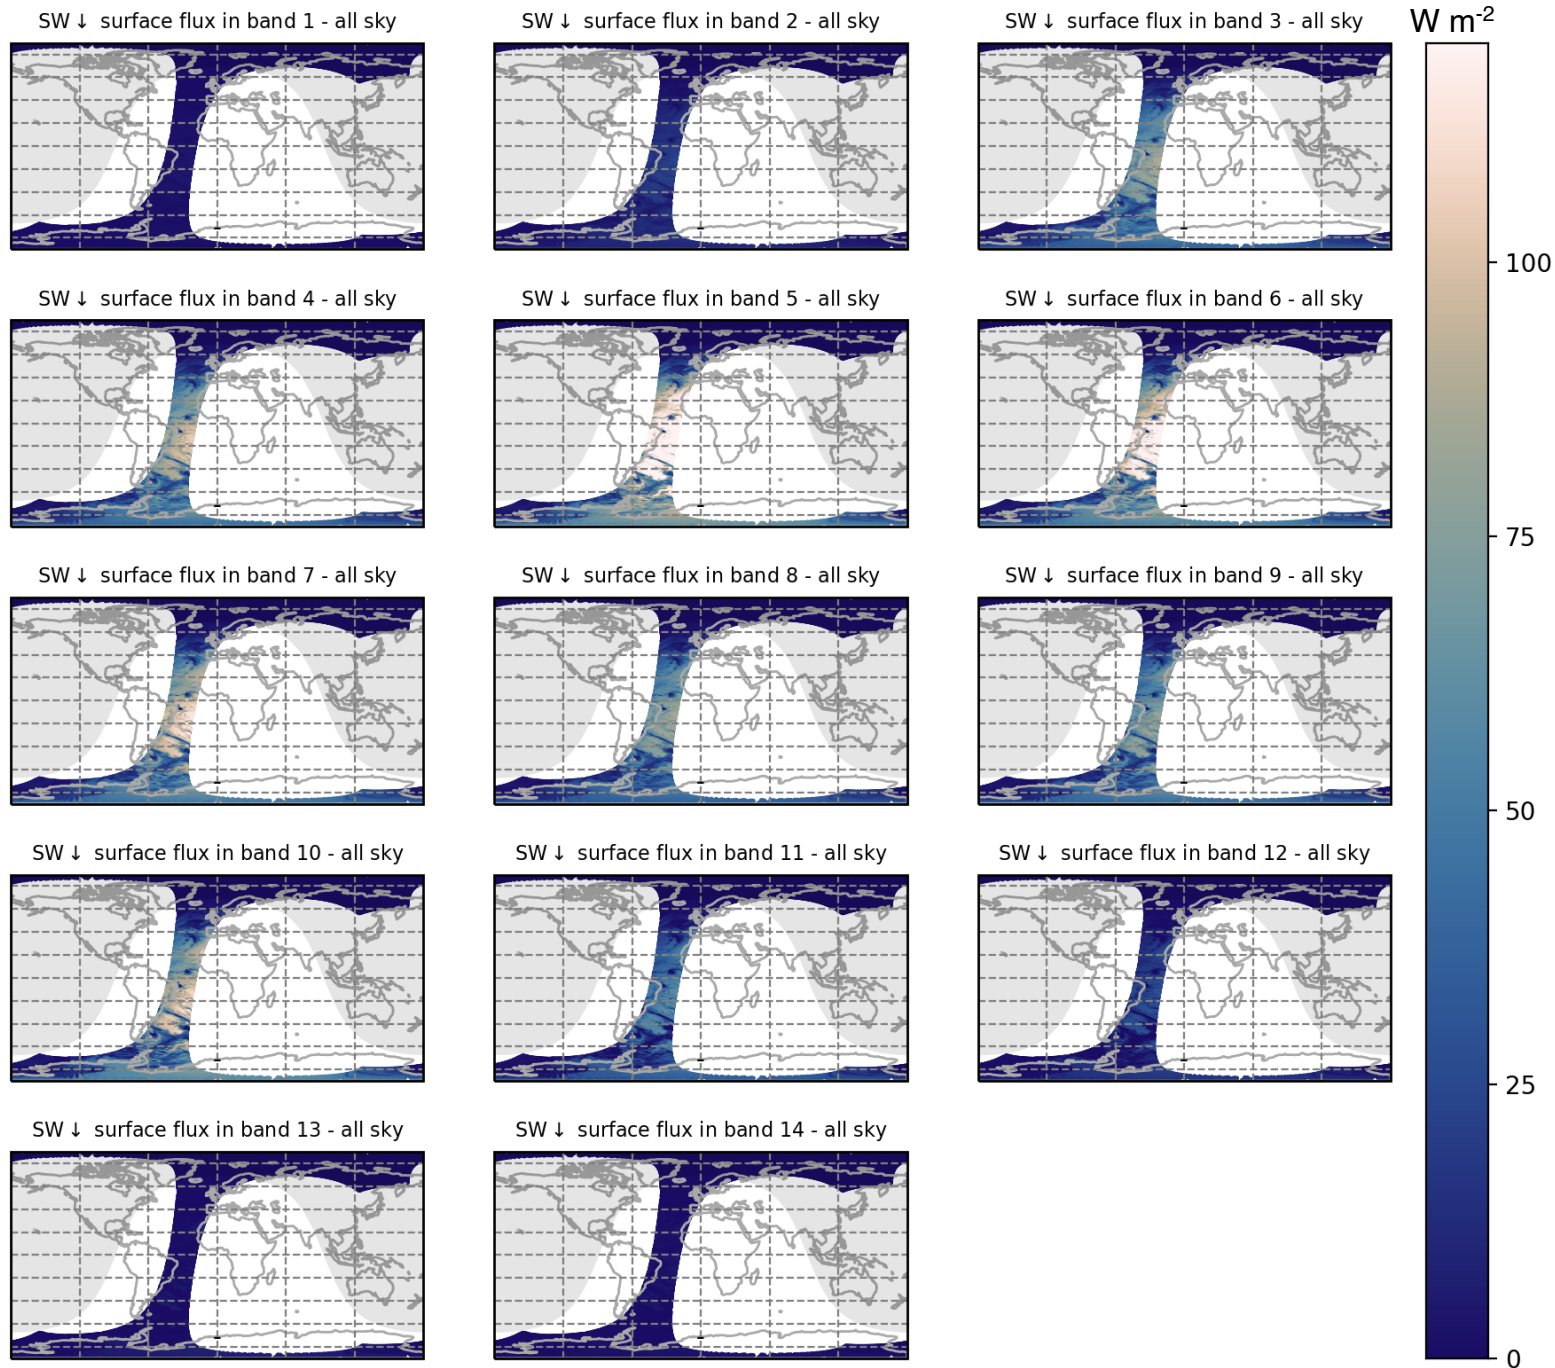 SW↓ surface flux in band 1 - all sky
SW↓ surface flux in band 2 - all sky
SW↓ surface flux in band 3 - all sky
W m-2
SW↓ surface flux in band 4 - all sky
SW↓ surface flux in band 5 - all sky
SW↓ surface flux in band 6 - all sky
SW↓ surface flux in band 7 - all sky
SW↓ surface flux in band 8 - all sky
SW↓ surface flux in band 9 - all sky
SW↓ surface flux in band 10 - all sky
SW↓ surface flux in band 11 - all sky
SW↓ surface flux in band 12 - all sky
SW↓ surface flux in band 13 - all sky
SW↓ surface flux in band 14 - all sky
100
75
50
25
0